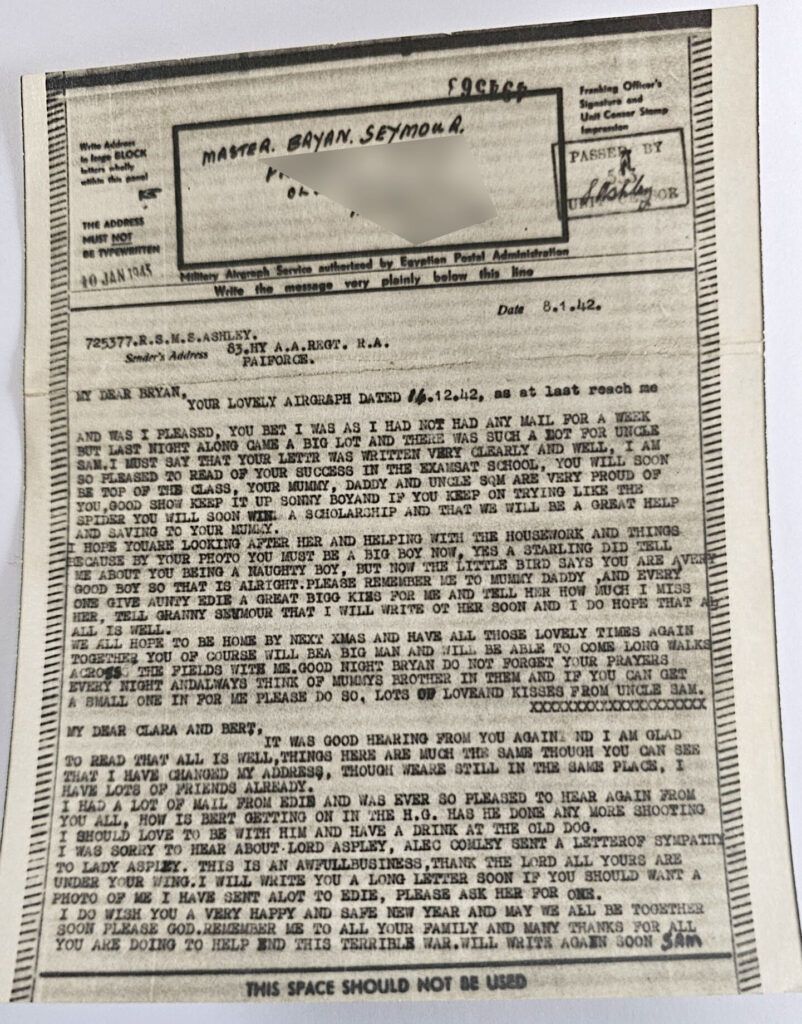 Write Address
in large BLOCK
letters wholly
within this panel
THE ADDRESS
MUST NOT
BE TYPEWRITTEN
10 JAN 1943
MASTER. BRYAN. SEYMOUR.
Franking Officer's
Signature and
Unit Censor Stamp
Impression
PASSED BY
S Ashley
Military Airgraph Service authorized by Egyptian Postal Administration
Write the message very plainly below this line
Date 8.1.42.
725377.R.S.M.S.ASHLEY.
Sender's Address 83.HY A.A.REGT. R.A.
PAIFORCE.
MY DEAR BRYAN,
YOUR LOVELY AIRGRAPH DATED 14.12.42, as at last reach me
AND WAS I PLEASED, YOU BET I WAS AS I HAD NOT HAD ANY MAIL FOR A WEEK
BUT LAST NIGHT ALONG CAME A BIG LOT AND THERE WAS SUCH A LOT FOR UNCLE
SAM.I MUST SAY THAT YOUR LETTR WAS WRITTEN VERY CLEARLY AND WELL, I AM
SO PLEASED TO READ OF YOUR SUCCESS IN THE EXAMSAT SCHOOL, YOU WILL SOON
BE TOP OF THE CLASS, YOUR MUMMY, DADDY AND UNCLE SQM ARE VERY PROUD OF
YOU,GOOD SHOW KEEP IT UP SONNY BOYAND IF YOU KEEP ON TRYING LIKE THE
SPIDER YOU WILL SOON WIN A SCHOLARSHIP AND THAT WE WILL BE A GREAT HELP
AND SAVING TO YOUR MUMMY.
I HOPE YOUARE LOOKING AFTER HER AND HELPING WITH THE HOUSEWORK AND THINGS
BECAUSE BY YOUR PHOTO YOU MUST BE A BIG BOY NOW, YES A STARLING DID TELL
ME ABOUT YOU BEING A NAUGHTY BOY, BUT NOW THE LITTLE BIRD SAYS YOU ARE AVERY
GOOD BOY SO THAT IS ALRIGHT.PLEASE REMEMBER ME TO MUMMY DADDY ,AND EVERY
ONE GIVE AUNTY EDIE A GREAT BIGG KISS FOR ME AND TELL HER HOW MUCH I MISS
HER, TELL GRANNY SEYMOUR THAT I WILL WRITE OT HER SOON AND I DO HOPE THAT
ALL IS WELL.
WE ALL HOPE TO BE HOME BY NEXT XMAS AND HAVE ALL THOSE LOVELY TIMES AGAIN
TOGETHER YOU OF COURSE WILL BEA BIG MAN AND WILL BE ABLE TO COME LONG WALKS
ACROSS THE FIELDS WITH ME.GOOD NIGHT BRYAN DO NOT FORGET YOUR PRAYERS
EVERY NIGHT ANDALWAYS THINK OF MUMMYS BROTHER IN THEM AND IF YOU CAN GET
A SMALL ONE IN FOR ME PLEASE DO SO, LOTS OF LOVEAND KISSES FROM UNCLE SAM.
XXXXXXXXXXXXXXXXXXXXX
MY DEAR CLARA AND BERT,
IT WAS GOOD HEARING FROM YOU AGAIN ND I AM GLAD
TO READ THAT ALL IS WELL,THINGS HERE ARE MUCH THE SAME THOUGH YOU CAN SEE
THAT I HAVE CHANGED MY ADDRESS, THOUGH WEARE STILL IN THE SAME PLACE, I
HAVE LOTS OF FRIENDS ALREADY.
I HAD A LOT OF MAIL FROM EDIE AND WAS EVER SO PLEASED TO HEAR AGAIN FROM
YOU ALL, HOW IS BERT GETTING ON IN THE H.G. HAS HE DONE ANY MORE SHOOTING
I SHOULD LOVE TO BE WITH HIM AND HAVE A DRINK AT THE OLD DOG.
I WAS SORRY TO HEAR ABOUT LORD ASPLEY, ALEC COMLEY SENT A LETTEROF SYMPATHY
TO LADY ASPLEY. THIS IS AN AWFULLBUSINESS,THANK THE LORD ALL YOURS ARE
UNDER YOUR WING.I WILL WRITE YOU A LONG LETTER SOON IF YOU SHOULD WANT A
PHOTO OF ME I HAVE SENT ALOT TO EDIE, PLEASE ASK HER FOR ONE.
I DO WISH YOU A VERY HAPPY AND SAFE NEW YEAR AND MAY WE ALL BE TOGETHER
SOON PLEASE GOD.REMEMBER ME TO ALL YOUR FAMILY AND MANY THANKS FOR ALL
YOU ARE DOING TO HELP END THIS TERRIBLE WAR.WILL WRITE AGAIN SOON SAM
THIS SPACE SHOULD NOT BE USED